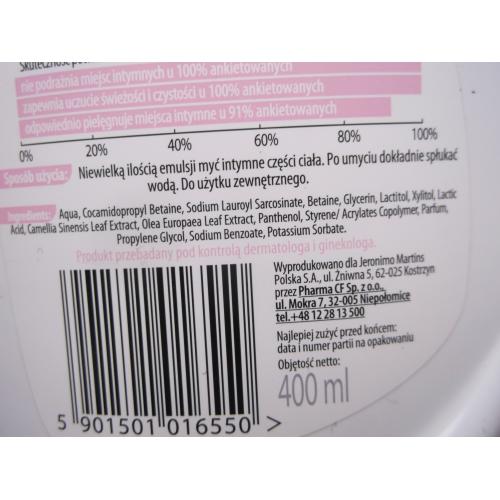 Skuteczność
nie podrażnia miejsc intymnych u 100% ankietowanych
zapewnia uczucie świeżości i czystości u 100% ankietowanych
odpowiednio pielęgnuje miejsca intymne u 91% ankietowanych
0% 20% 40% 60% 80% 100%
Sposób użycia: Niewielką ilością emulsji myć intymne części ciała. Po umyciu dokładnie spłukać
wodą. Do użytku zewnętrznego.
Ingredients: Aqua, Cocamidopropyl Betaine, Sodium Lauroyl Sarcosinate, Betaine, Glycerin, Lactitol, Xylitol, Lactic
Acid, Camellia Sinensis Leaf Extract, Olea Europaea Leaf Extract, Panthenol, Styrene/ Acrylates Copolymer, Parfum,
Propylene Glycol, Sodium Benzoate, Potassium Sorbate.
Produkt przebadany pod kontrolą dermatologa i ginekologa.
Wyprodukowano dla Jeronimo Martins
Polska S.A., ul. Żniwna 5, 62-025 Kostrzyn
przez Pharma CF Sp. z o.o.,
ul. Mokra 7, 32-005 Niepołomice
tel.+48 12 28 13 500
Najlepiej zużyć przed końcem:
data i numer partii na opakowaniu
Objętość netto:
400 ml
5 901501 016550 >